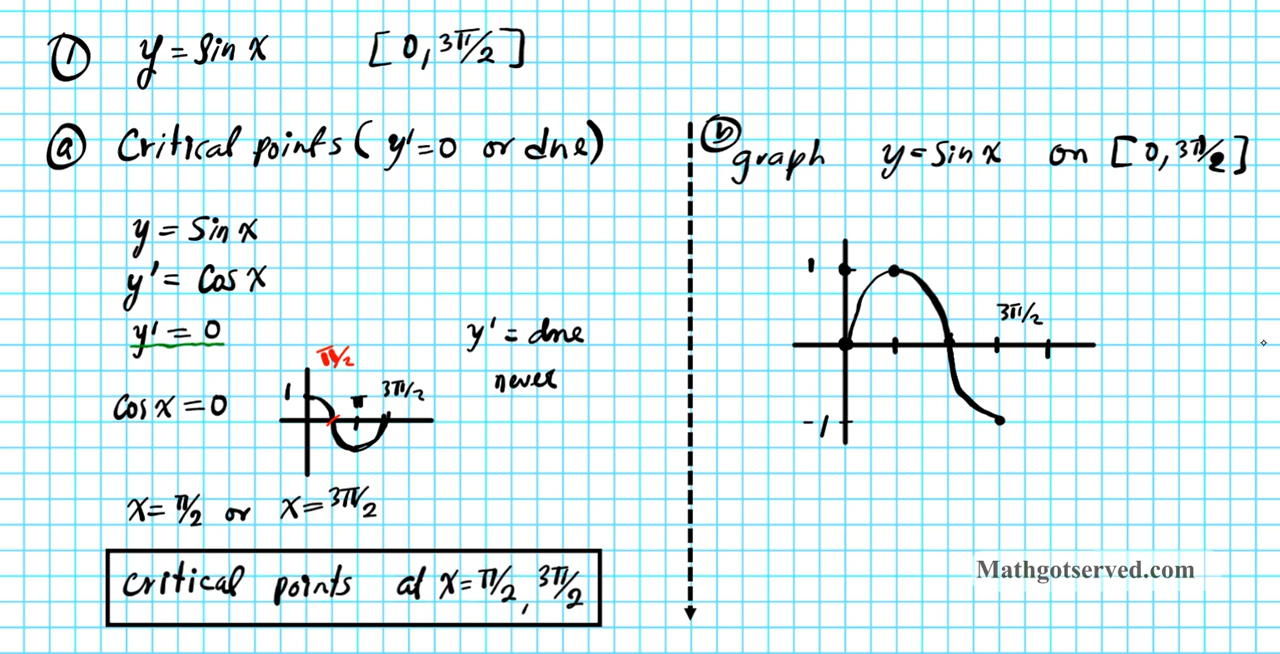 ① y = sin x [0, 3π/2]
ⓐ Critical points (y' = 0 or dne)
y = sin x
y' = cos x
y' = 0
y' = dne
never
cos x = 0
1
π/2
π
3π/2
x = π/2 or x = 3π/2
critical points at x = π/2, 3π/2
ⓑ graph y = sin x on [0, 3π/2]
1
3π/2
-1
Mathgotserved.com